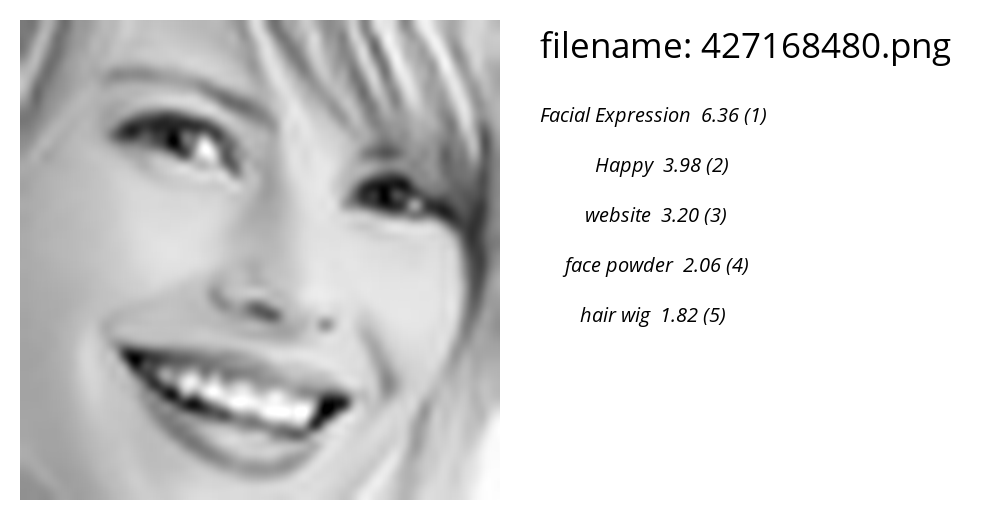 filename: 427168480.png
Facial Expression 6.36 (1)
Happy 3.98 (2)
website 3.20 (3)
face powder 2.06 (4)
hair wig 1.82 (5)